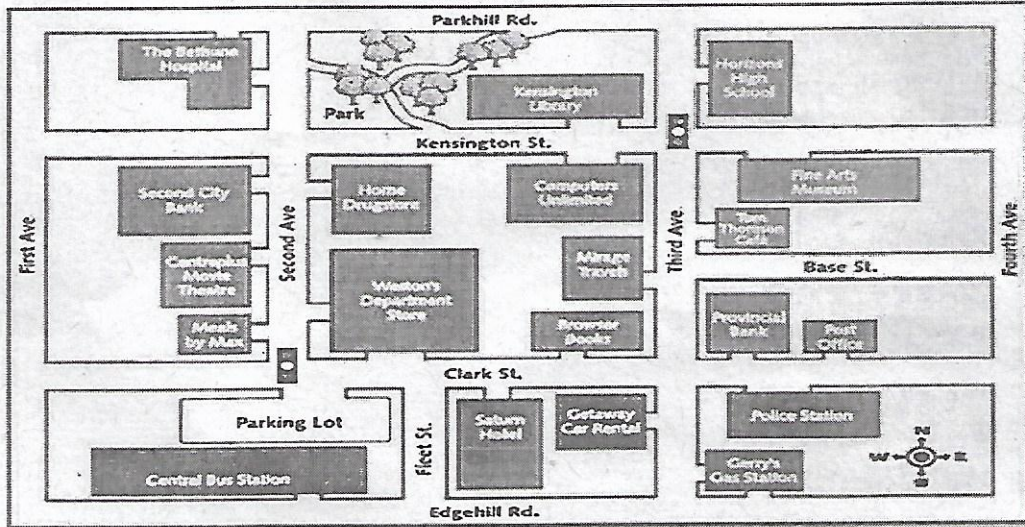 Parkhill Rd.
The Bethune
Hospital
Park
Kensington
Library
Horizons
High
School
Kensington St.
First Ave
Second City
Bank
Second Ave
Home
Drugstore
Computers
Unlimited
Third Ave.
Fine Arts
Museum
Tom
Thomson
Café
Fourth Ave
Theatre
Weston's
Department
Store
Mirage
Travels
Base St.
Meals
by Max
Browser
Books
Provincial
Bank
Post
Office
Clark St.
Parking Lot
Fleet St.
Saturn
Hotel
Getaway
Car Rental
Police Station
Central Bus Station
Gerry's
Gas Station
N
W
E
S
Edgehill Rd.